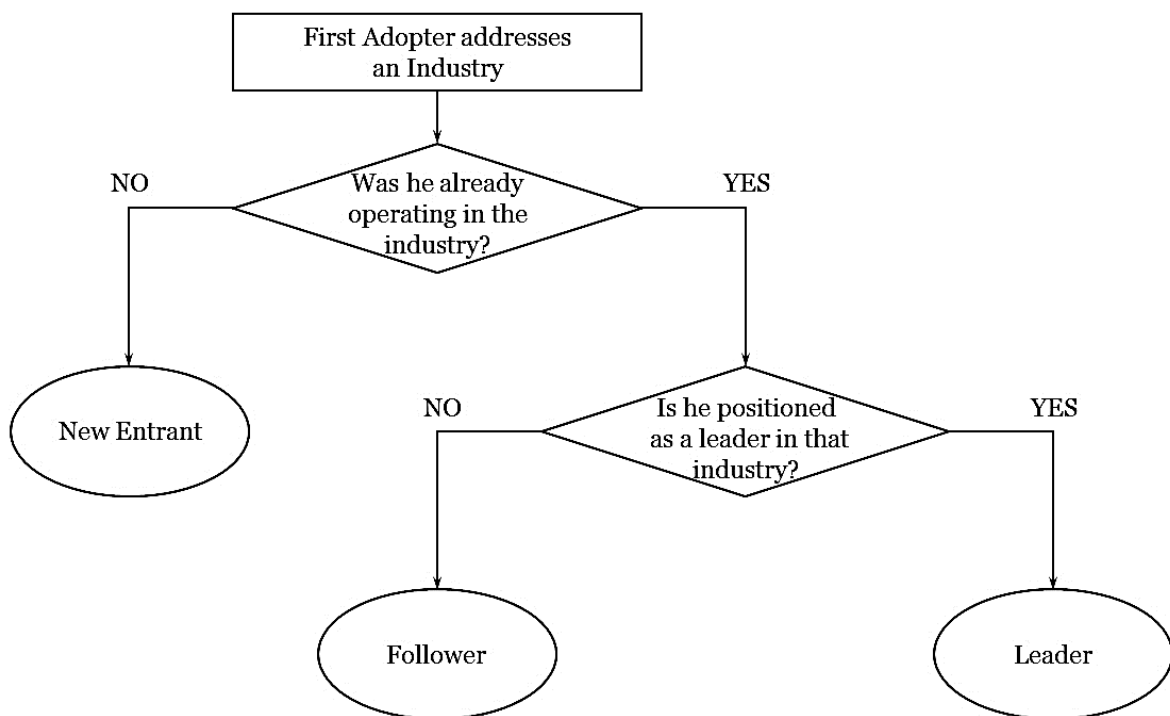 First Adopter addresses
an Industry
NO
YES
Was he already
operating in the
industry?
New Entrant
NO
YES
Is he positioned
as a leader in that
industry?
Follower
Leader